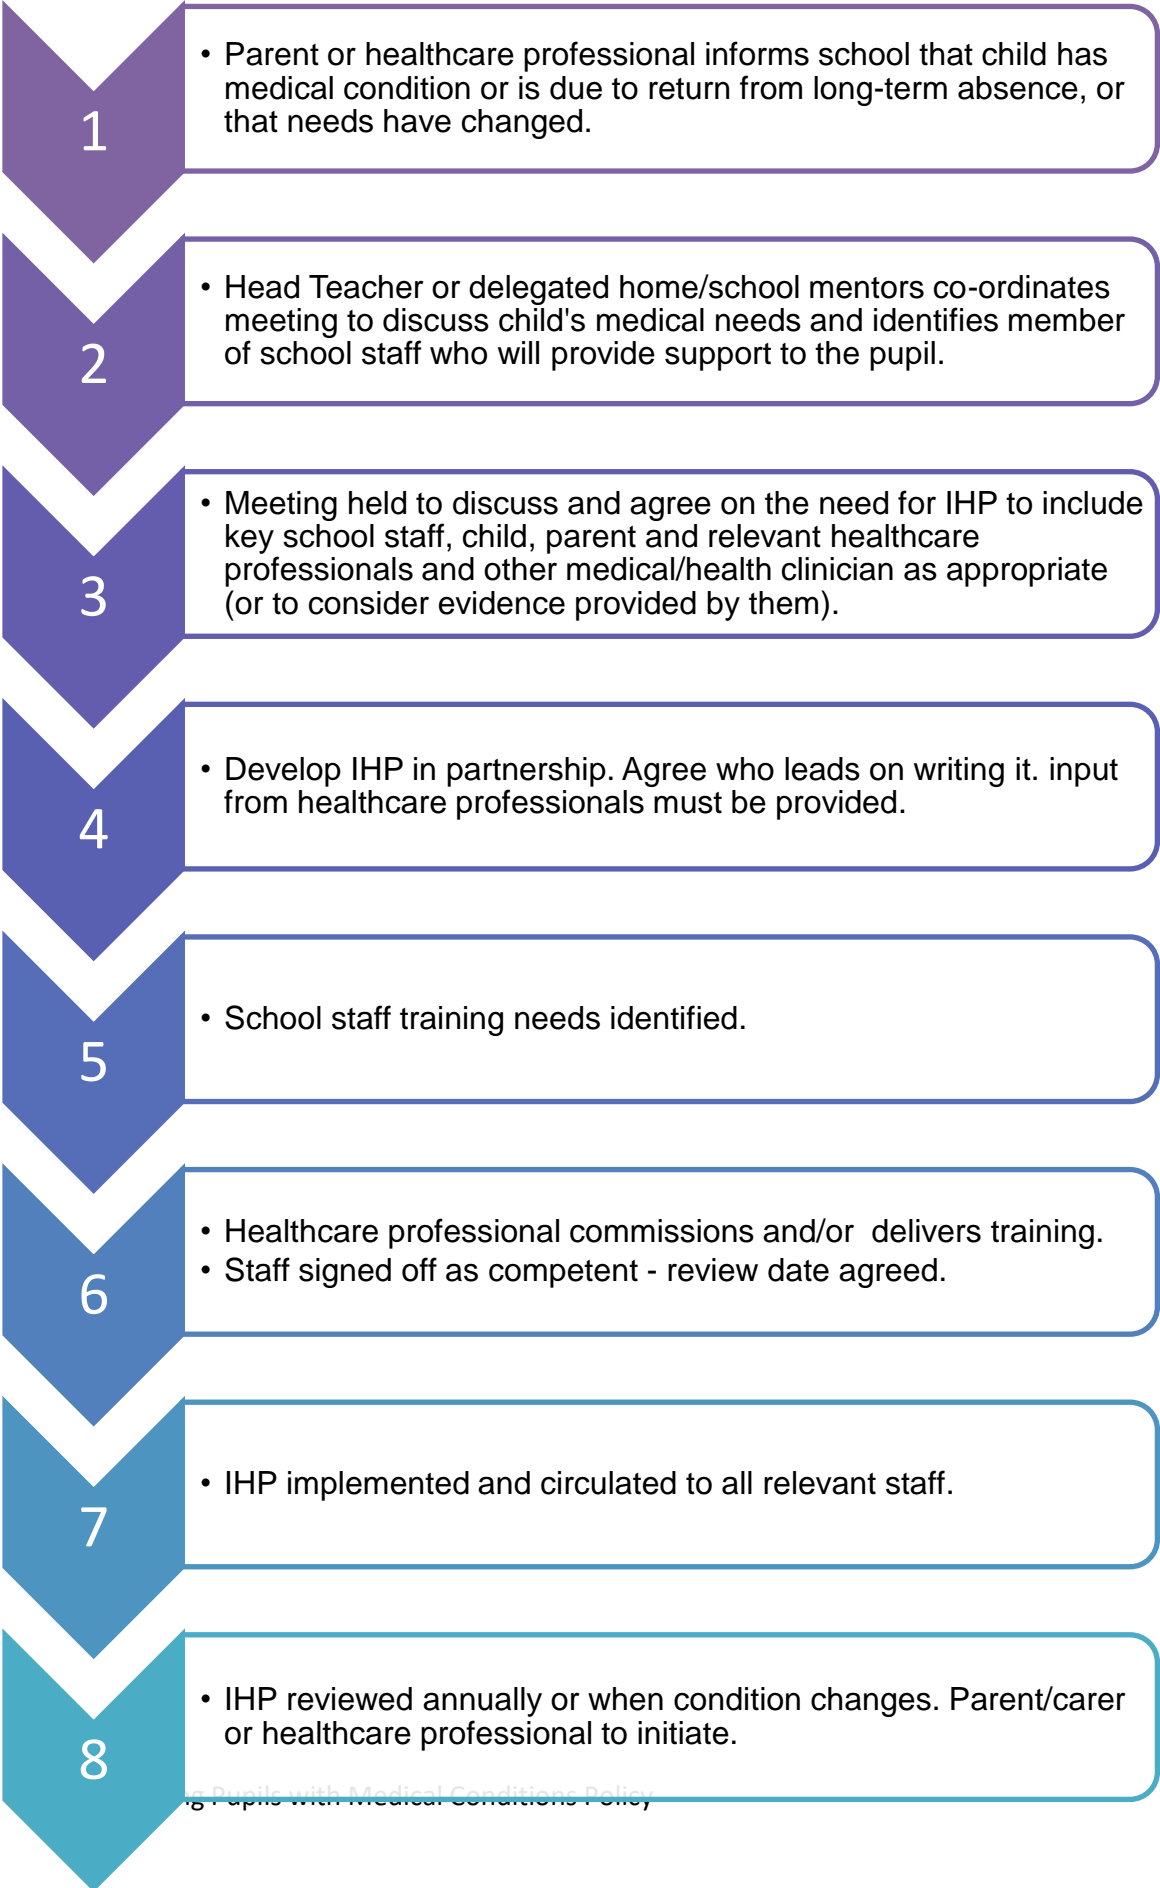 1
• Parent or healthcare professional informs school that child has
medical condition or is due to return from long-term absence, or
that needs have changed.
2
• Head Teacher or delegated home/school mentors co-ordinates
meeting to discuss child's medical needs and identifies member
of school staff who will provide support to the pupil.
3
• Meeting held to discuss and agree on the need for IHP to include
key school staff, child, parent and relevant healthcare
professionals and other medical/health clinician as appropriate
(or to consider evidence provided by them).
4
• Develop IHP in partnership. Agree who leads on writing it. input
from healthcare professionals must be provided.
5
• School staff training needs identified.
6
• Healthcare professional commissions and/or  delivers training.
• Staff signed off as competent - review date agreed.
7
• IHP implemented and circulated to all relevant staff.
8
• IHP reviewed annually or when condition changes. Parent/carer
or healthcare professional to initiate.
ng Pupils with Medical Conditions Policy